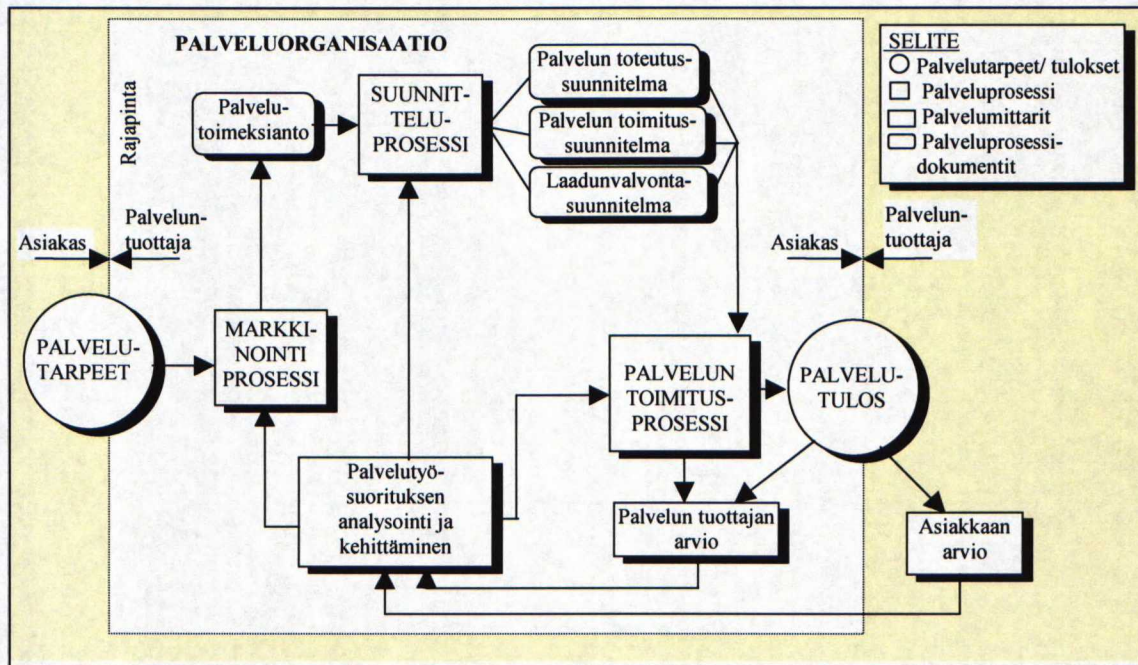 PALVELUORGANISAATIO
Rajapinta
Palvelu-
toimeksianto
SUUNNIT-
TELU-
PROSESSI
Palvelun toteutus-
suunnitelma
Palvelun toimitus-
suunnitelma
Laadunvalvonta-
suunnitelma
SELITE
Palvelutarpeet/ tulokset
Palveluprosessi
Palvelumittarit
Palveluprosessi-
dokumentit
Asiakas
Palvelun-
tuottaja
Asiakas
Palvelun-
tuottaja
PALVELU-
TARPEET
MARKKI-
NOINTI
PROSESSI
PALVELUN
TOIMITUS-
PROSESSI
PALVELU-
TULOS
Palvelutyö-
suorituksen
analysointi ja
kehittäminen
Palvelun tuottajan
arvio
Asiakkaan
arvio